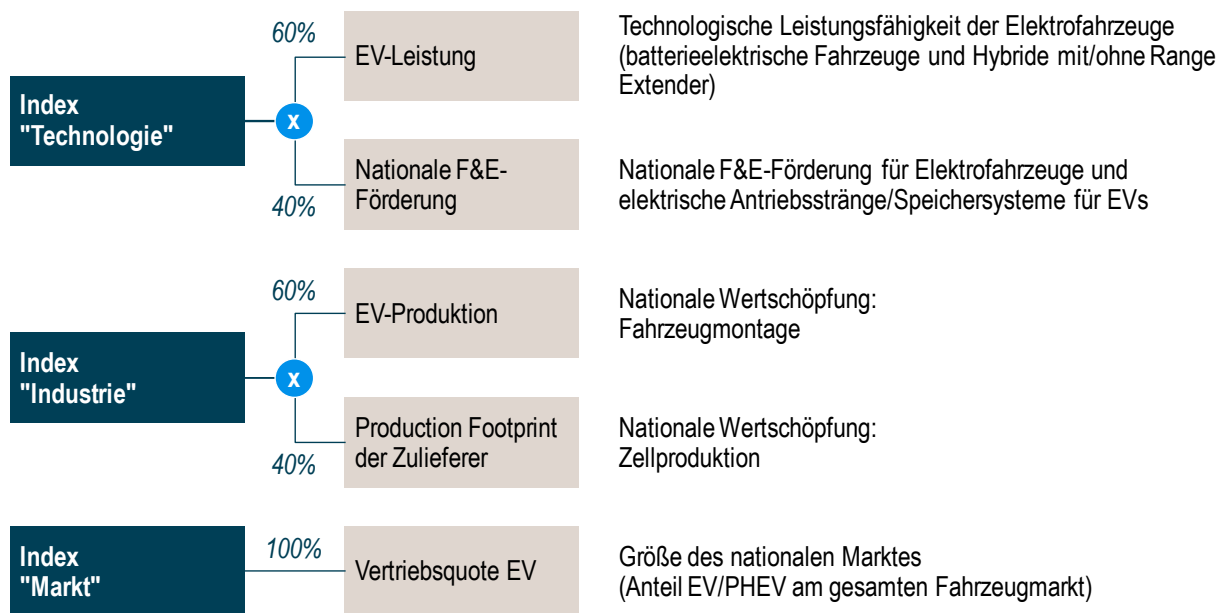 60%
EV-Leistung
Technologische Leistungsfähigkeit der Elektrofahrzeuge
(batterieelektrische Fahrzeuge und Hybride mit/ohne Range
Extender)
Index
"Technologie"
x
Nationale F&E-
Förderung
40%
Nationale F&E-Förderung für Elektrofahrzeuge und
elektrische Antriebsstränge/Speichersysteme für EVs
60%
EV-Produktion
Nationale Wertschöpfung:
Fahrzeugmontage
Index
"Industrie"
x
Production Footprint
der Zulieferer
40%
Nationale Wertschöpfung:
Zellproduktion
Index
"Markt"
100%
Vertriebsquote EV
Größe des nationalen Marktes
(Anteil EV/PHEV am gesamten Fahrzeugmarkt)